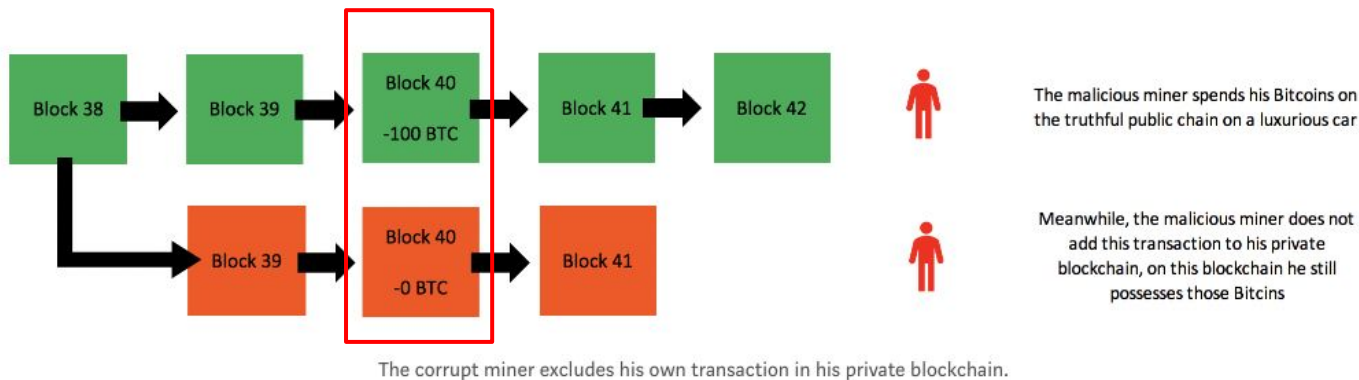 Block 38
Block 39
Block 40
-100 BTC
Block 41
Block 42
The malicious miner spends his Bitcoins on
the truthful public chain on a luxurious car
Block 39
Block 40
-0 BTC
Block 41
Meanwhile, the malicious miner does not
add this transaction to his private
blockchain, on this blockchain he still
possesses those Bitcins
The corrupt miner excludes his own transaction in his private blockchain.